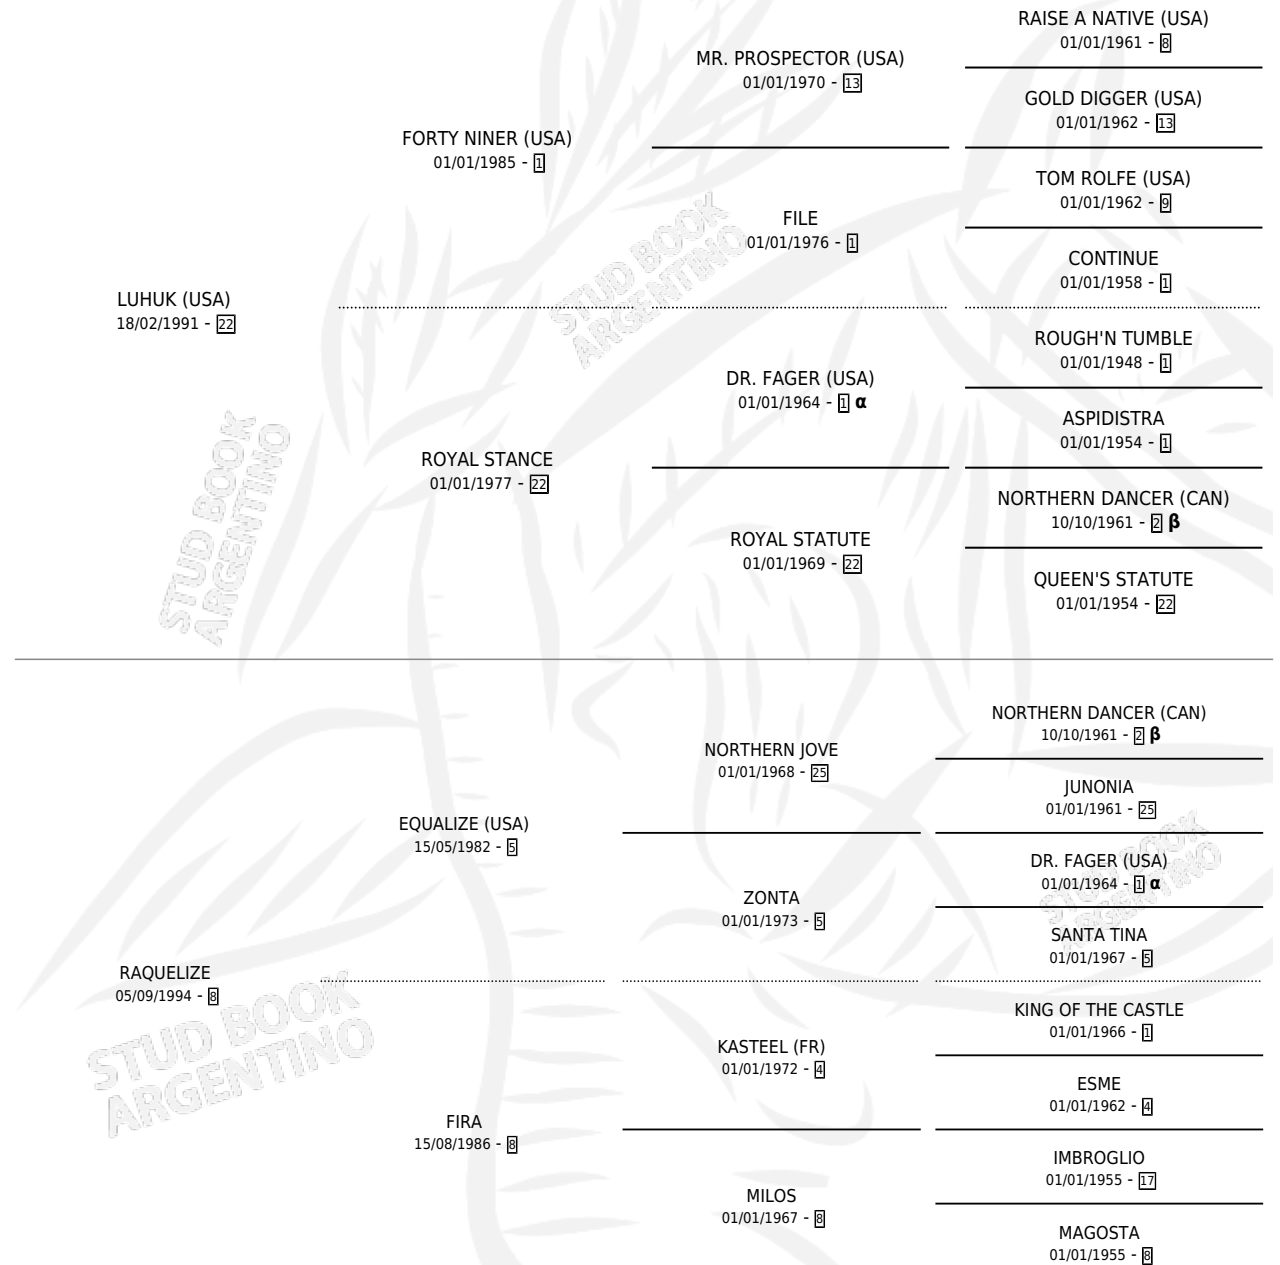 RAISE A NATIVE (USA)
01/01/1961 - 8
MR. PROSPECTOR (USA)
01/01/1970 - 13
GOLD DIGGER (USA)
01/01/1962 - 13
FORTY NINER (USA)
01/01/1985 - 1
TOM ROLFE (USA)
01/01/1962 - 9
FILE
01/01/1976 - 1
CONTINUE
01/01/1958 - 1
LUHUK (USA)
18/02/1991 - 22
ROUGH'N TUMBLE
01/01/1948 - 1
DR. FAGER (USA)
01/01/1964 - 1 α
ASPIDISTRA
01/01/1954 - 1
ROYAL STANCE
01/01/1977 - 22
NORTHERN DANCER (CAN)
10/10/1961 - 2 β
ROYAL STATUTE
01/01/1969 - 22
QUEEN'S STATUTE
01/01/1954 - 22
NORTHERN DANCER (CAN)
10/10/1961 - 2 β
NORTHERN JOVE
01/01/1968 - 25
JUNONIA
01/01/1961 - 25
EQUALIZE (USA)
15/05/1982 - 5
DR. FAGER (USA)
01/01/1964 - 1 α
ZONTA
01/01/1973 - 5
SANTA TINA
01/01/1967 - 5
RAQUELIZE
05/09/1994 - 8
KING OF THE CASTLE
01/01/1966 - 1
KASTEEL (FR)
01/01/1972 - 4
ESME
01/01/1962 - 4
FIRA
15/08/1986 - 8
IMBROGLIO
01/01/1955 - 17
MILOS
01/01/1967 - 8
MAGOSTA
01/01/1955 - 8
STUD BOOK
ARGENTINO
STUD BOOK
ARGENTINO
STUD BOOK
ARGENTINO
STUD BOOK
ARGENTINO